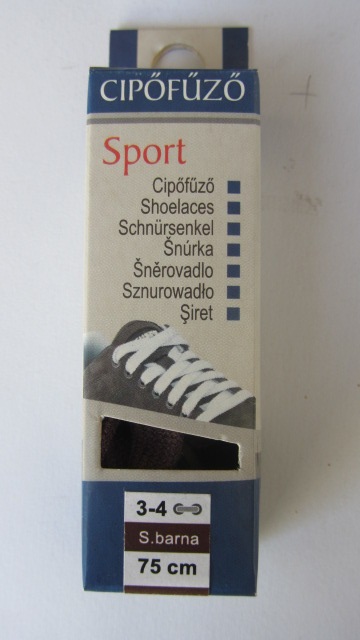 CIPŐFŰZŐ
Sport
Cipőfűző
Shoelaces
Schnürsenkel
Šnúrka
Šněrovadlo
Sznurowadło
Şiret
3-4
S.barna
75 cm